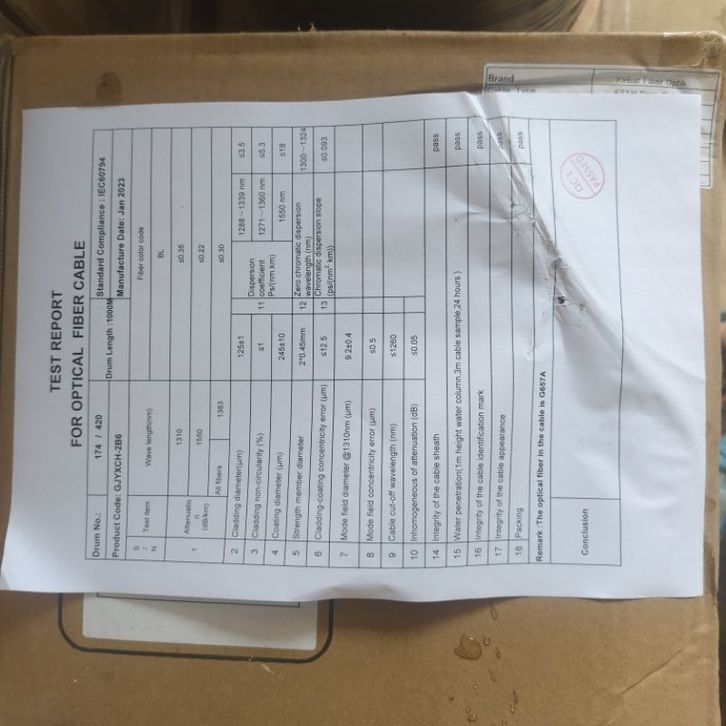 TEST REPORT
FOR OPTICAL FIBER CABLE
Drum No.: 174 / 420 Drum Length :1000M Standard Compliance : IEC60794
Product Code: GJYXCH-2B6 Manufacture Date: Jan 2023
S / N Test item Wave length(nm) Fiber color code
BL
1 Attenuatio n (dB/km) 1310 ≤0.35
1550 ≤0.22
All fibers 1383 ≤0.30
2 Cladding diameter(μm) 125±1 11 Dispersion coefficient Ps/(nm.km) 1288~1339 nm ≤3.5
3 Cladding non-circularity (%) ≤1 1271~1360 nm ≤5.3
4 Coating diameter (μm) 245±10 1550 nm ≤18
5 Strength member diameter 2*0.45mm 12 Zero chromatic dispersion wavelength (nm) 1300~1324
6 Cladding-coating concentricity error (μm) ≤12.5 13 Chromatic dispersion slope (ps/(nm² km)) ≤0.093
7 Mode field diameter @1310nm (μm) 9.2±0.4
8 Mode field concentricity error (μm) ≤0.5
9 Cable cut-off wavelength (nm) ≤1260
10 Inhomogeneous of attenuation (dB) ≤0.05
14 Integrity of the cable sheath pass
15 Water penetration(1m height water column,3m cable sample,24 hours ) pass
16 Integrity of the cable identification mark pass
17 Integrity of the cable appearance pass
18 Packing pass
Remark :The optical fiber in the cable is G657A
Conclusion
PASSED
Brand Kirbat Fiber Optik
Cable Type FTTH